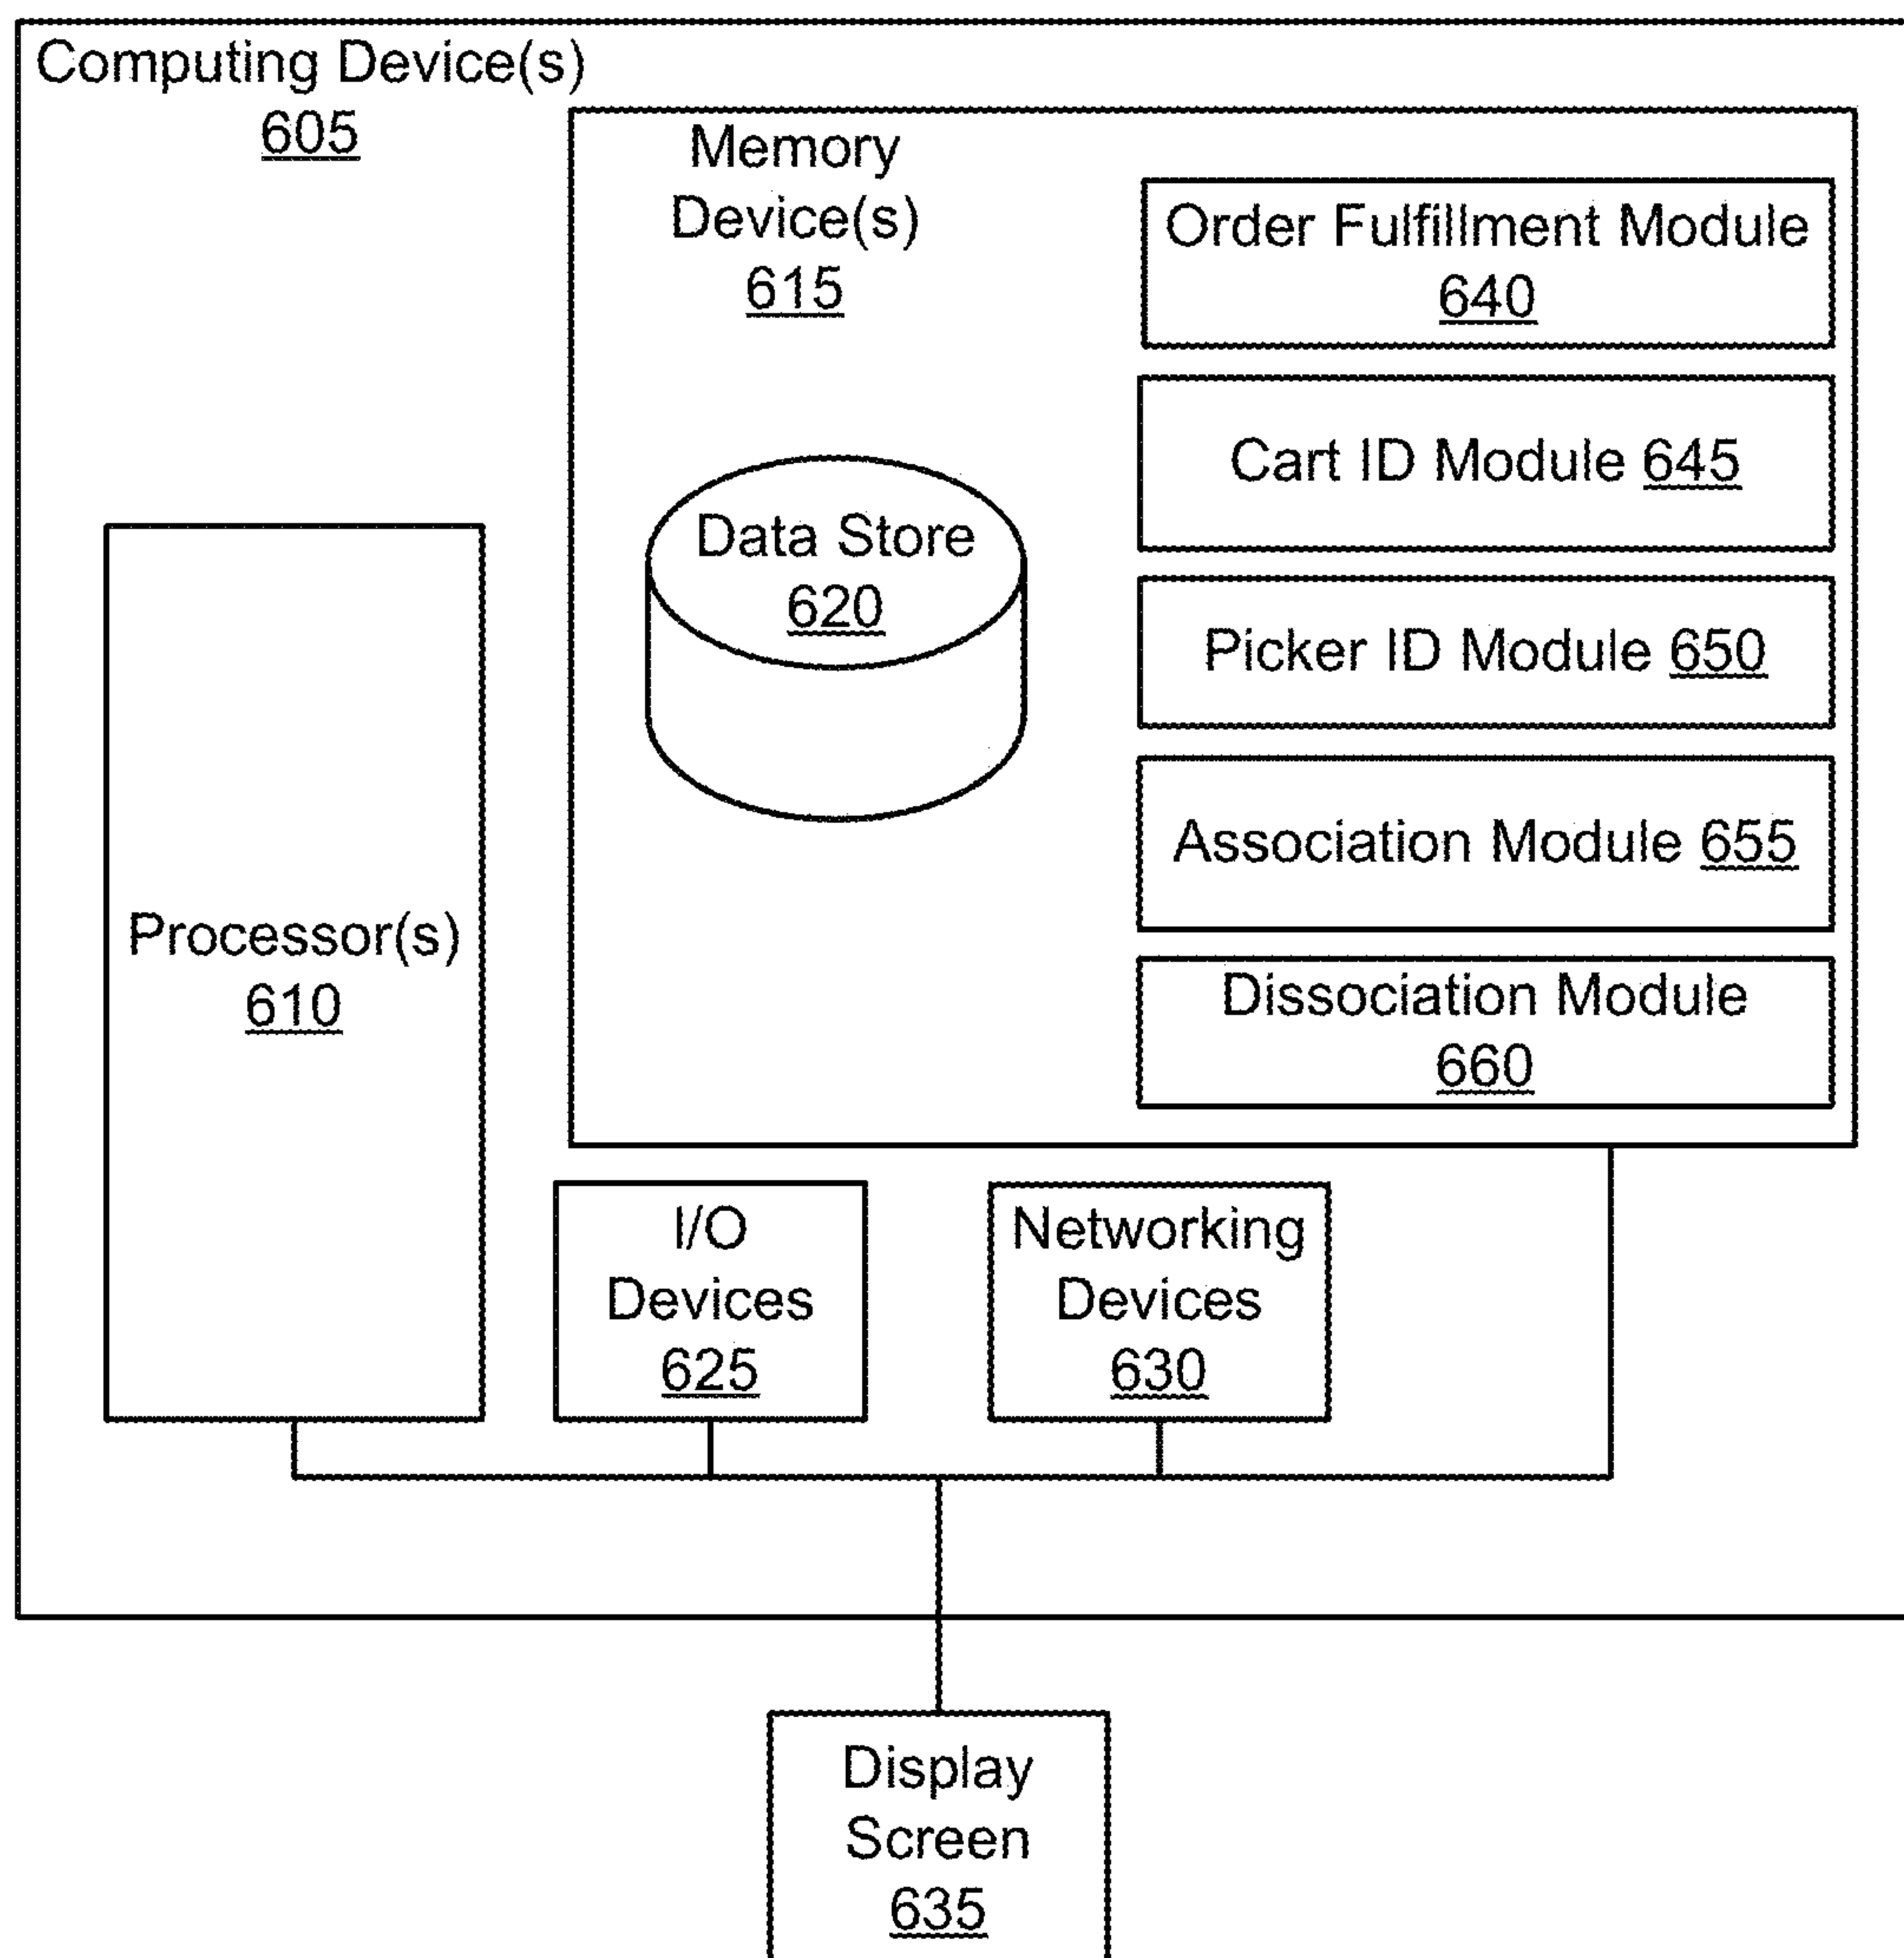 Computing Device(s)
605
Memory
Device(s)
615
Order Fulfillment Module
640
Cart ID Module 645
Data Store
620
Picker ID Module 650
Association Module 655
Processor(s)
610
Dissociation Module
660
I/O
Devices
625
Networking
Devices
630
Display
Screen
635